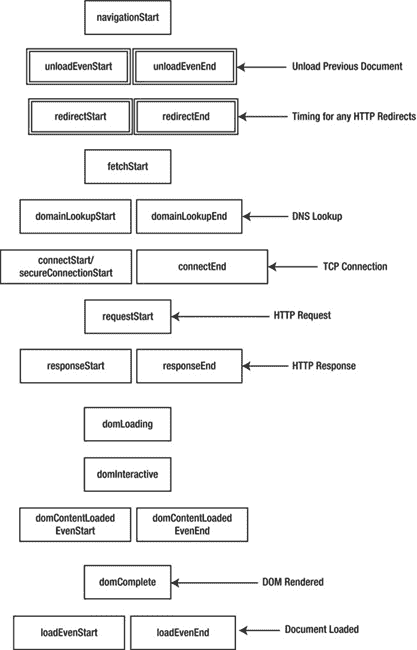 navigationStart
unloadEvenStart unloadEvenEnd Unload Previous Document
redirectStart redirectEnd Timing for any HTTP Redirects
fetchStart
domainLookupStart domainLookupEnd DNS Lookup
connectStart/
secureConnectionStart connectEnd TCP Connection
requestStart HTTP Request
responseStart responseEnd HTTP Response
domLoading
domInteractive
domContentLoaded domContentLoaded
EvenStart EvenEnd
domComplete DOM Rendered
loadEvenStart loadEvenEnd Document Loaded